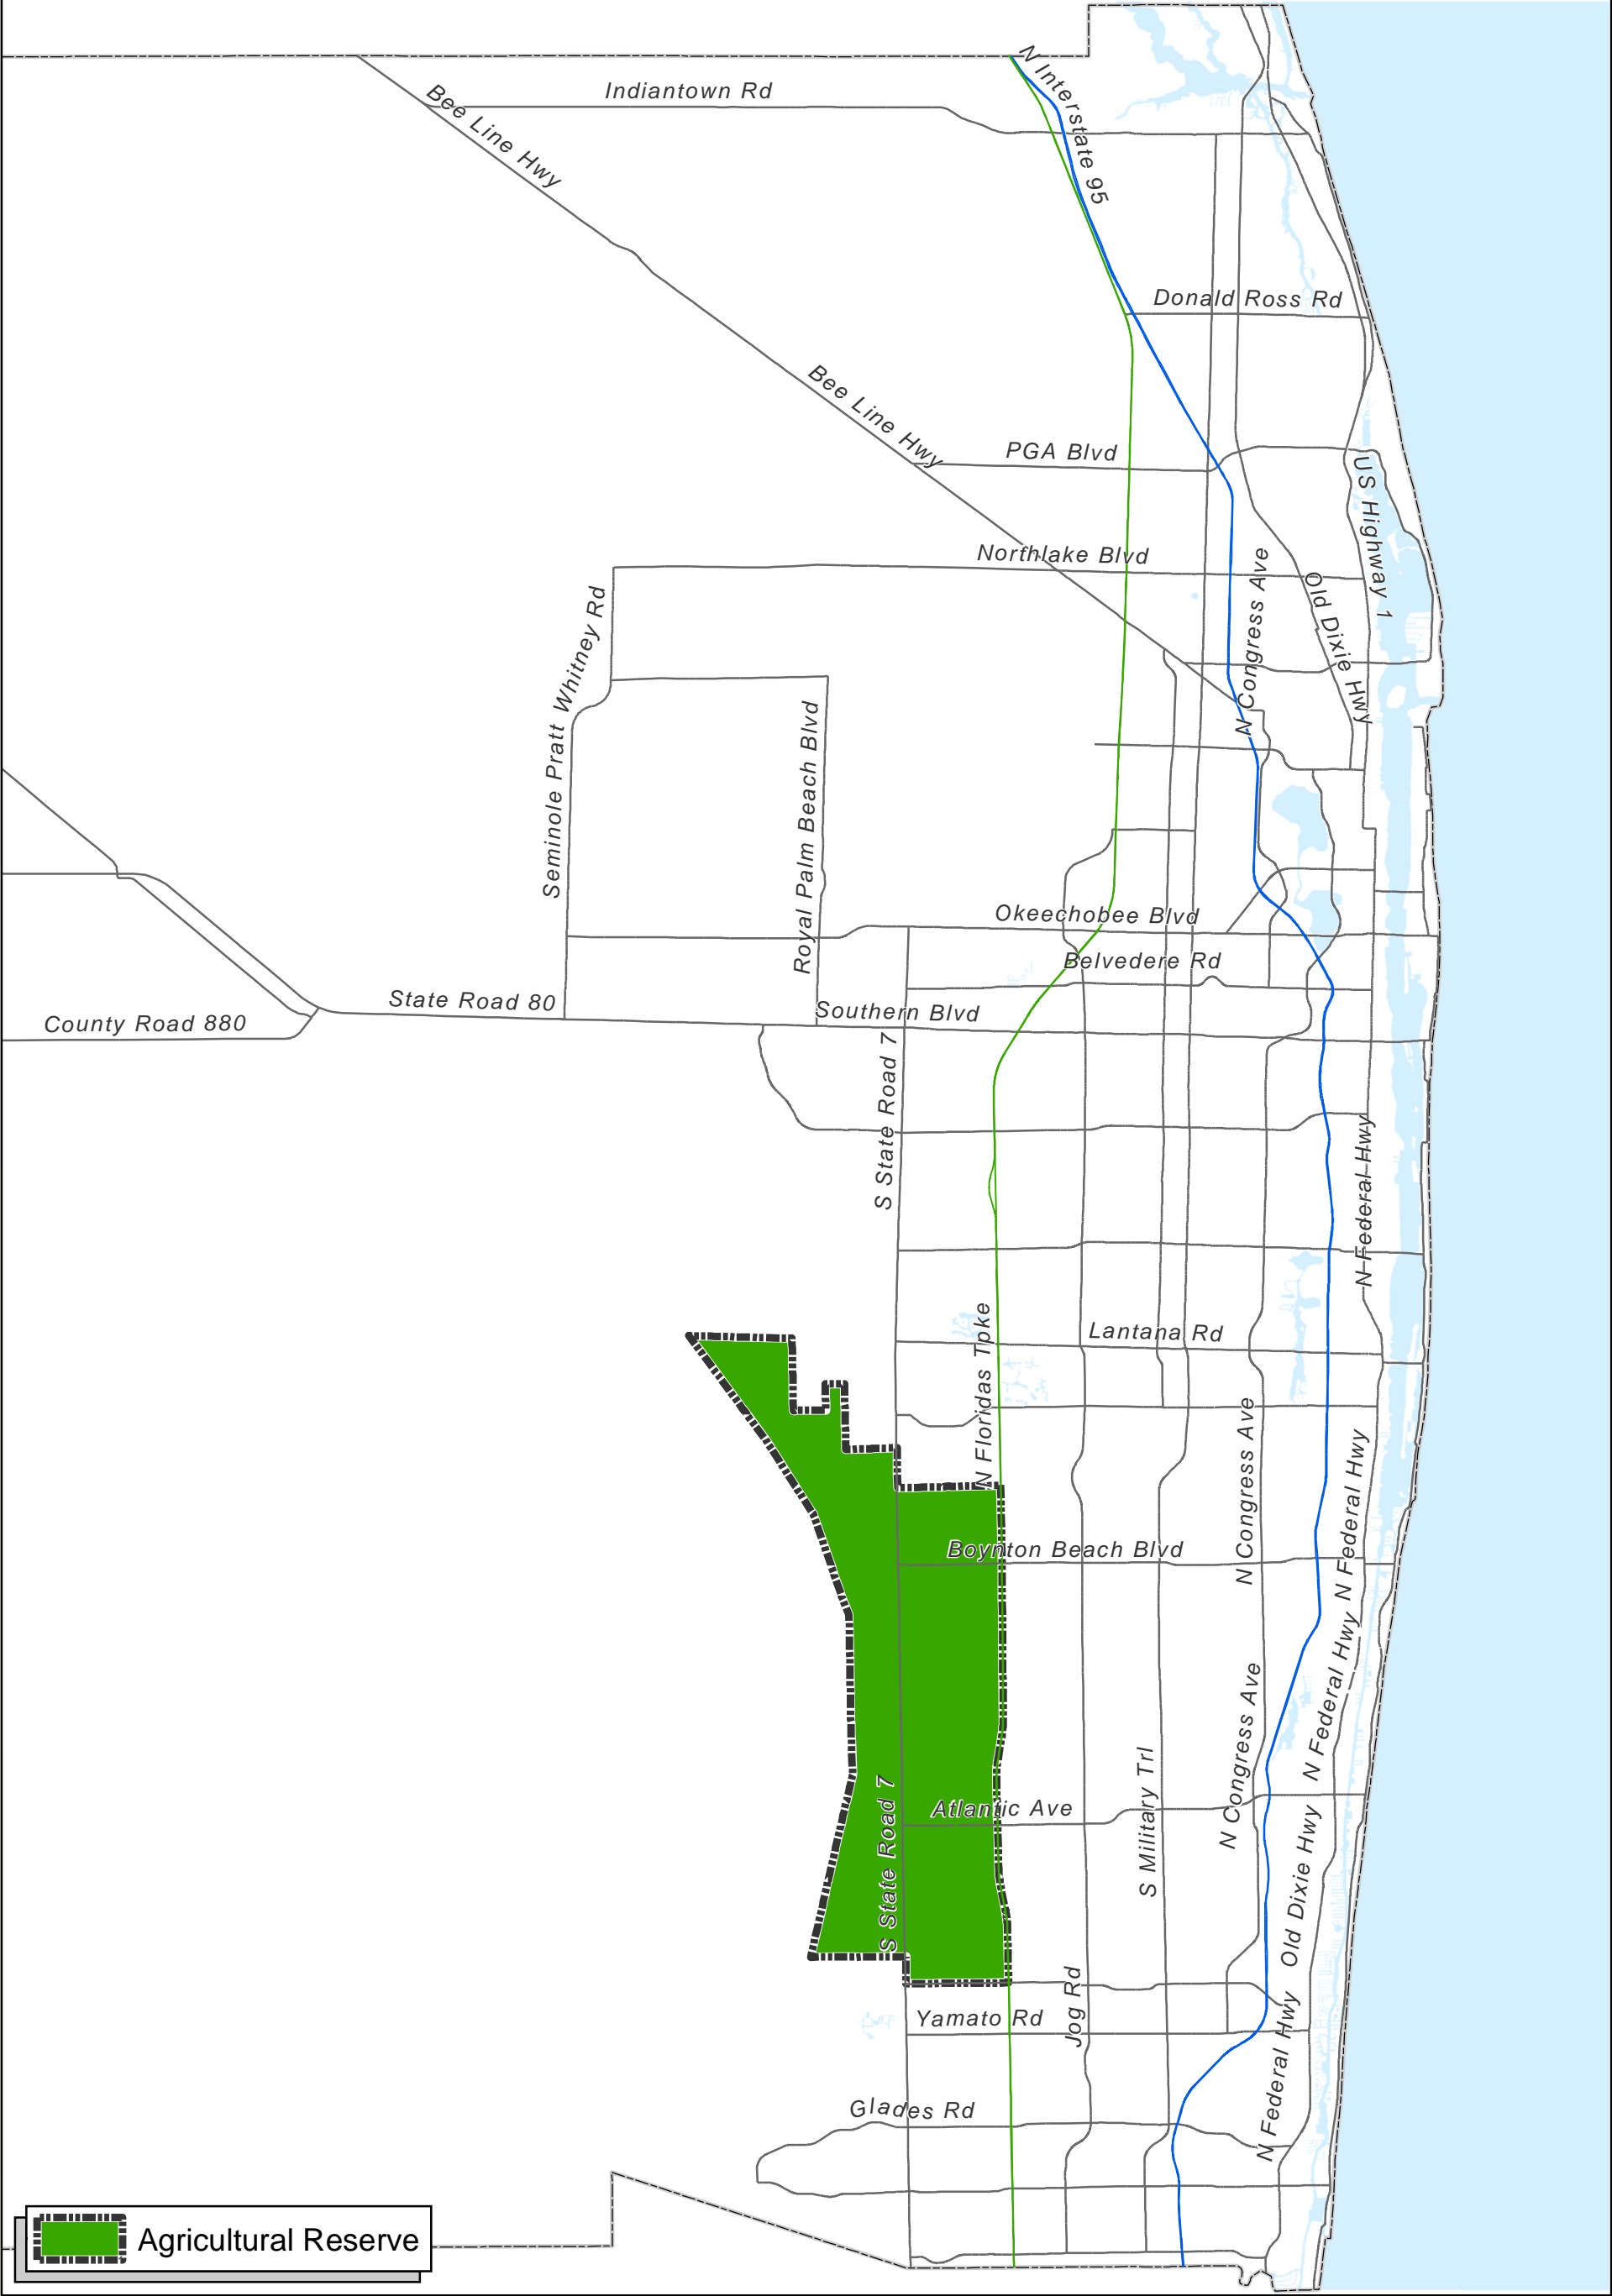 N Interstate 95
Indiantown Rd
Bee Line Hwy
Donald Ross Rd
Bee Line Hwy
PGA Blvd
US Highway 1
Northlake Blvd
N Congress Ave
Old Dixie Hwy
Seminole Pratt Whitney Rd
Royal Palm Beach Blvd
Okeechobee Blvd
Belvedere Rd
State Road 80
Southern Blvd
County Road 880
S State Road 7
N Federal Hwy
N Floridas Tpke
Lantana Rd
N Congress Ave
N Federal Hwy
Boynton Beach Blvd
N Federal Hwy
N Congress Ave
S Military Trl
S State Road 7
Atlantic Ave
Old Dixie Hwy
Jog Rd
Yamato Rd
N Federal Hwy
Glades Rd
Agricultural Reserve